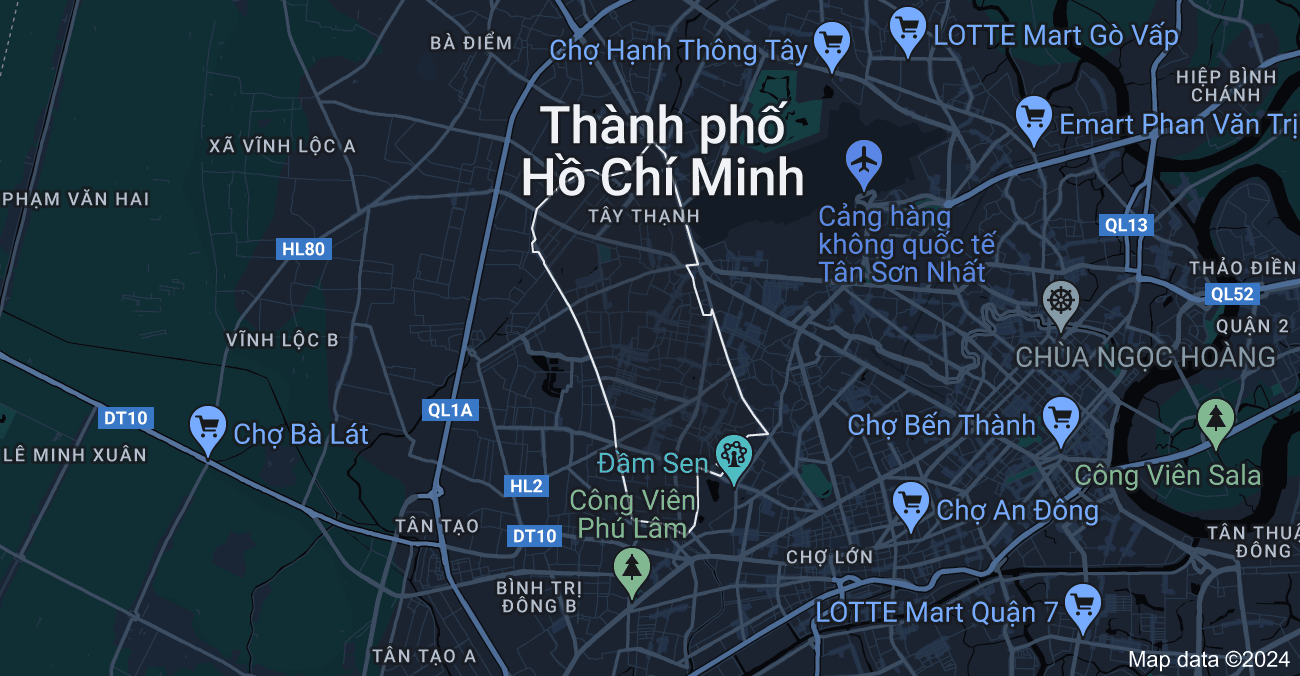 BÀ ĐIỂM
Chợ Hạnh Thông Tây
LOTTE Mart Gò Vấp
HIỆP BÌNH
CHÁNH
Thành phố
Hồ Chí Minh
Emart Phan Văn Trị
XÃ VĨNH LỘC A
PHẠM VĂN HAI
TÂY THẠNH
Cảng hàng
không quốc tế
Tân Sơn Nhất
QL13
HL80
THẢO ĐIỀN
QL52
QUẬN 2
VĨNH LỘC B
CHÙA NGỌC HOÀNG
QL1A
DT10
Chợ Bà Lát
Chợ Bến Thành
LÊ MINH XUÂN
Đầm Sen
Công Viên Sala
HL2
Công Viên
Phú Lâm
Chợ An Đông
TÂN TẠO
DT10
TÂN THUẬ
ĐÔNG
CHỢ LỚN
BÌNH TRỊ
ĐÔNG B
LOTTE Mart Quận 7
TÂN TẠO A
Map data ©2024